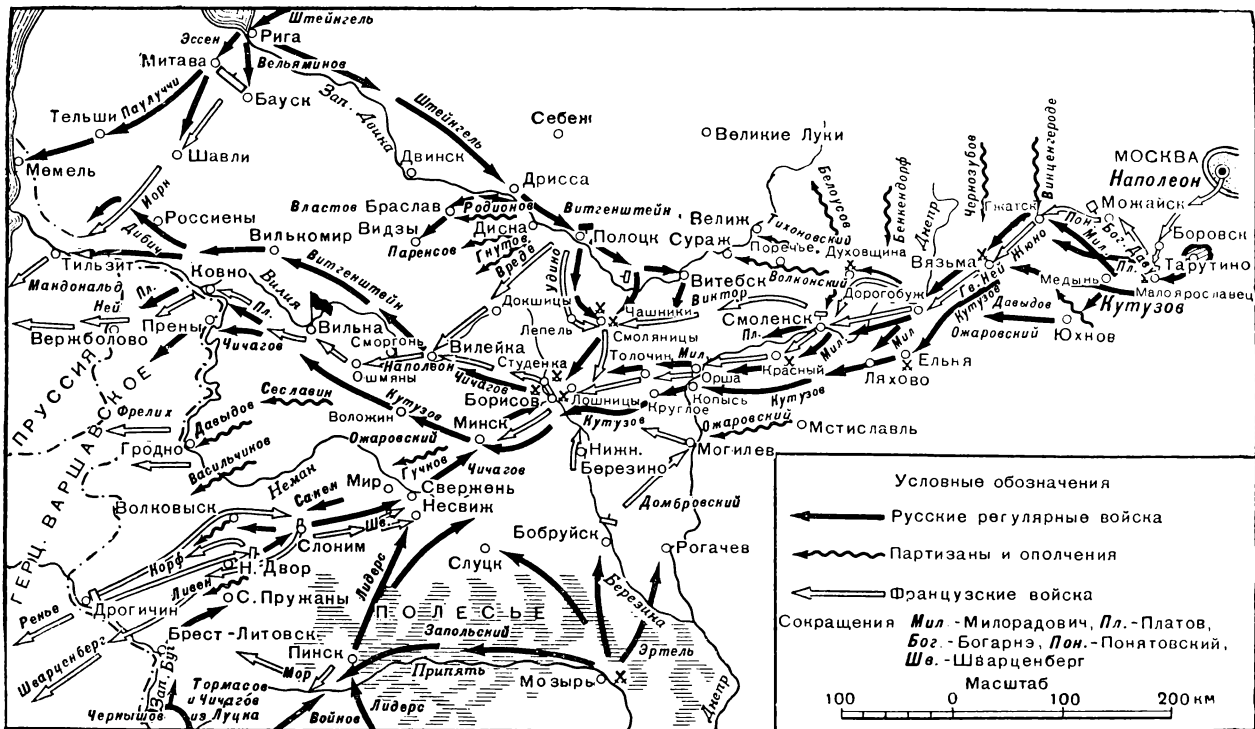 Штейнгель
Эссен
Рига
Митава
Вельяминов
Бауск
Паулуччи
Тельши
Зап. Двина
Штейнгель
Себеж
Великие Луки
Мемель
Шавли
Двинск
Дрисса
МОСКВА
Наполеон
Белоусов
Бенкендорф
Чернозубов
Винценгероде
Днепр
Гжатск
Можайск
Россиены
Дибич
Властов
Браслав
Родионов
Витгенштейн
Видзы
Дисна
Гнутов
Паренсов
Вреде
Полоцк
Велиж
Сураж
Тихоновский
Поречье
Духовщина
Вязьма
Жюно
Пон.
Мил.
Бог.
Даву
Пл.
Боровск
Тарутино
Вилькомир
Тильзит
Мандональд
Ковно
Витгенштейн
Вилия
Пл.
Пл.
Ней
Докшицы
Удино
П
Витебск
Волконский
Виктор
Дорогобуж
Гв.
Ней
Кутузов
Медынь
Малоярославец
Кутузов
Давыдов
Ожаровский
Юхнов
Прены
Вержболово
Чичагов
Вильна
Сморгонь
Ошмяны
Вилейка
Наполеон
Чичагов
Лепель
Чашники
Смоляницы
Смоленск
Пл.
Мил.
Мил
Ельня
Ляхово
Студенка
Толочин
Мил.
Орша
Красный
Борисов
Лошницы
Круглое
Копысь
Кутузов
ПРУССИЯ
ГЕРЦ. ВАРШАВСКОЕ
Сеславин
Фрелих
Давыдов
Гродно
Васильчиков
Воложин
Кутузов
Минск
Ожаровский
Кутузов
Ожаровский
Мстиславль
Могилев
Нижн.
Березино
Домбровский
Неман
Гучков
Чичагов
Мир
Свержень
Несвиж
Сакен
Шв.
Волковыск
Слоним
Корф
П.
Н. Двор
Ливен
С. Пружаны
Дрогичин
Ренье
Шварценберг
Брест-Литовск
Зап. Буг
Лидерс
Слуцк
Бобруйск
Рогачев
Березина
ПОЛЕСЬЕ
Запольский
Эртель
Пинск
Мор
Припять
Мозырь
Днепр
Тормасов
и Чичагов
из Луцка
Чернышов
Войнов
Лидерс
Условные обозначения
Русские регулярные войска
Партизаны и ополчения
Французские войска
Сокращения Мил.-Милорадович, Пл.-Платов,
Бог.-Богарнэ, Пон.-Понятовский,
Шв.-Шварценберг
Масштаб
100 0 100 200 км